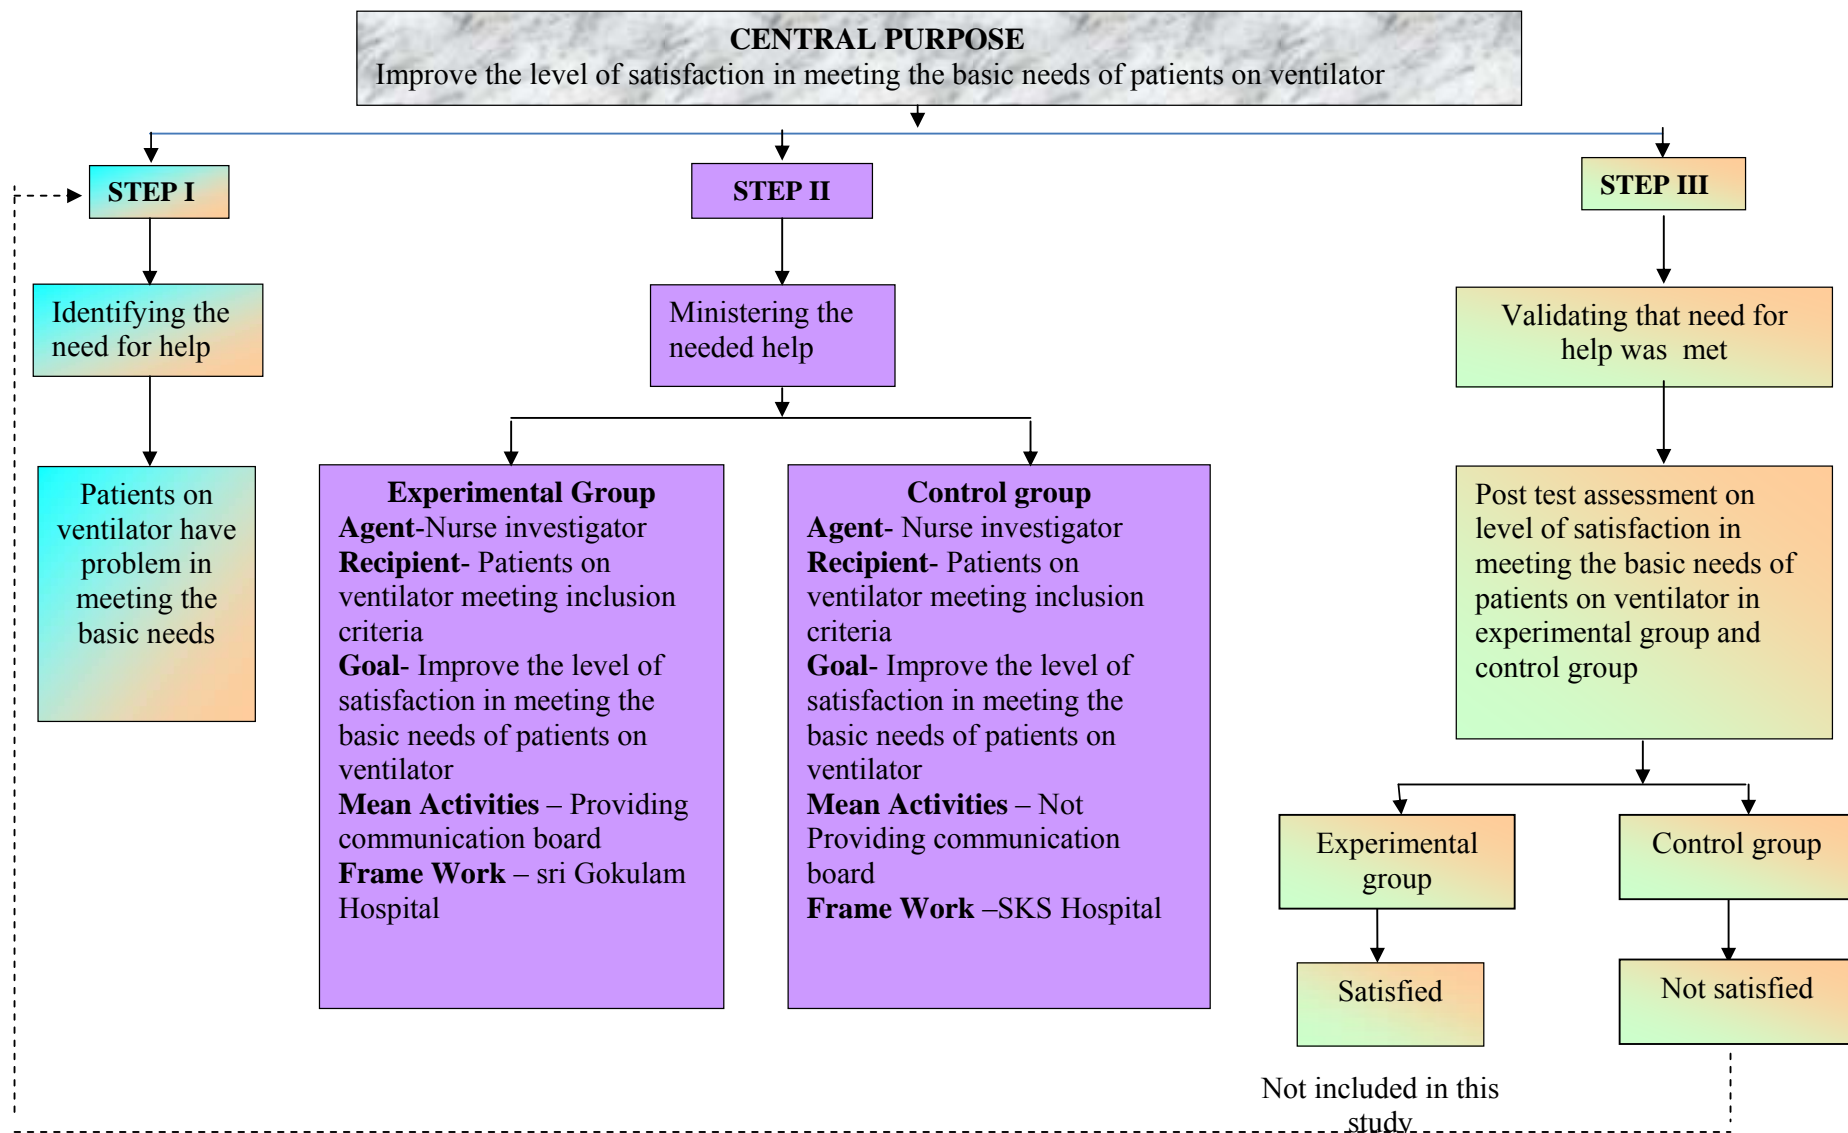 CENTRAL PURPOSE
Improve the level of satisfaction in meeting the basic needs of patients on ventilator
STEP I
STEP II
STEP III
Identifying the
need for help
Ministering the
needed help
Validating that need for
help was met
Patients on
ventilator have
problem in
meeting the
basic needs
Experimental Group
Agent-Nurse investigator
Recipient- Patients on
ventilator meeting inclusion
criteria
Goal- Improve the level of
satisfaction in meeting the
basic needs of patients on
ventilator
Mean Activities – Providing
communication board
Frame Work – sri Gokulam
Hospital
Control group
Agent- Nurse investigator
Recipient- Patients on
ventilator meeting inclusion
criteria
Goal- Improve the level of
satisfaction in meeting the
basic needs of patients on
ventilator
Mean Activities – Not
Providing communication
board
Frame Work –SKS Hospital
Post test assessment on
level of satisfaction in
meeting the basic needs of
patients on ventilator in
experimental group and
control group
Experimental
group
Control group
Satisfied
Not satisfied
Not included in this
study